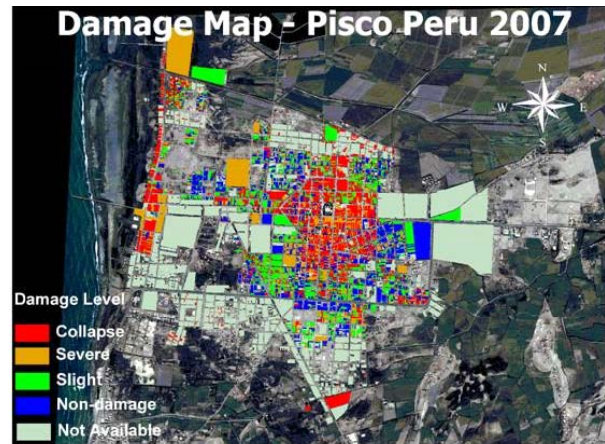 Damage Map - Pisco Peru 2007
N
W
E
S
Damage Level
Collapse
Severe
Slight
Non-damage
Not Available